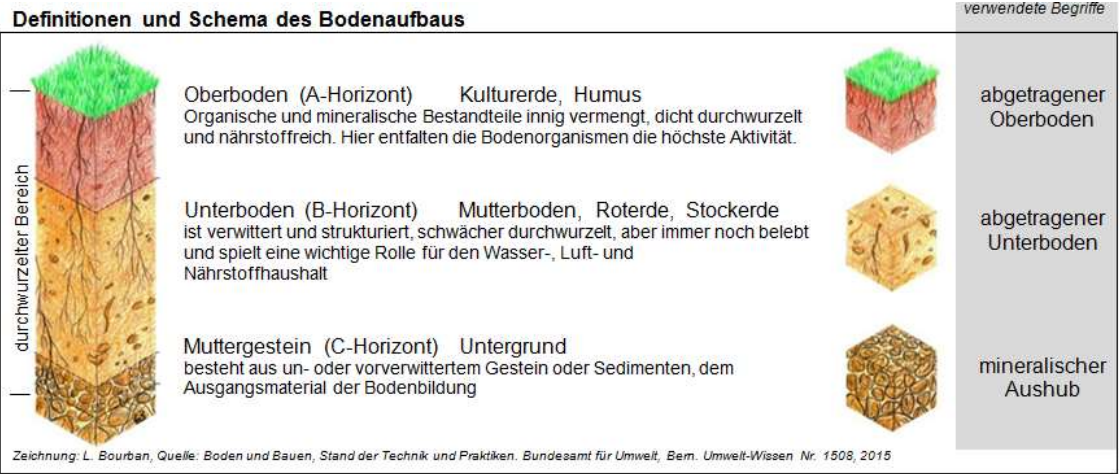 Definitionen und Schema des Bodenaufbaus
verwendete Begriffe
durchwurzelter Bereich
Oberboden (A-Horizont) Kulturerde, Humus
Organische und mineralische Bestandteile innig vermengt, dicht durchwurzelt
und nährstoffreich. Hier entfalten die Bodenorganismen die höchste Aktivität.
abgetragener
Oberboden
Unterboden (B-Horizont) Mutterboden, Roterde, Stockerde
ist verwittert und strukturiert, schwächer durchwurzelt, aber immer noch belebt
und spielt eine wichtige Rolle für den Wasser-, Luft- und
Nährstoffhaushalt
abgetragener
Unterboden
Muttergestein (C-Horizont) Untergrund
besteht aus un- oder vorverwittertem Gestein oder Sedimenten, dem
Ausgangsmaterial der Bodenbildung
mineralischer
Aushub
Zeichnung: L. Bourban, Quelle: Boden und Bauen, Stand der Technik und Praktiken. Bundesamt für Umwelt, Bern. Umwelt-Wissen Nr. 1508, 2015